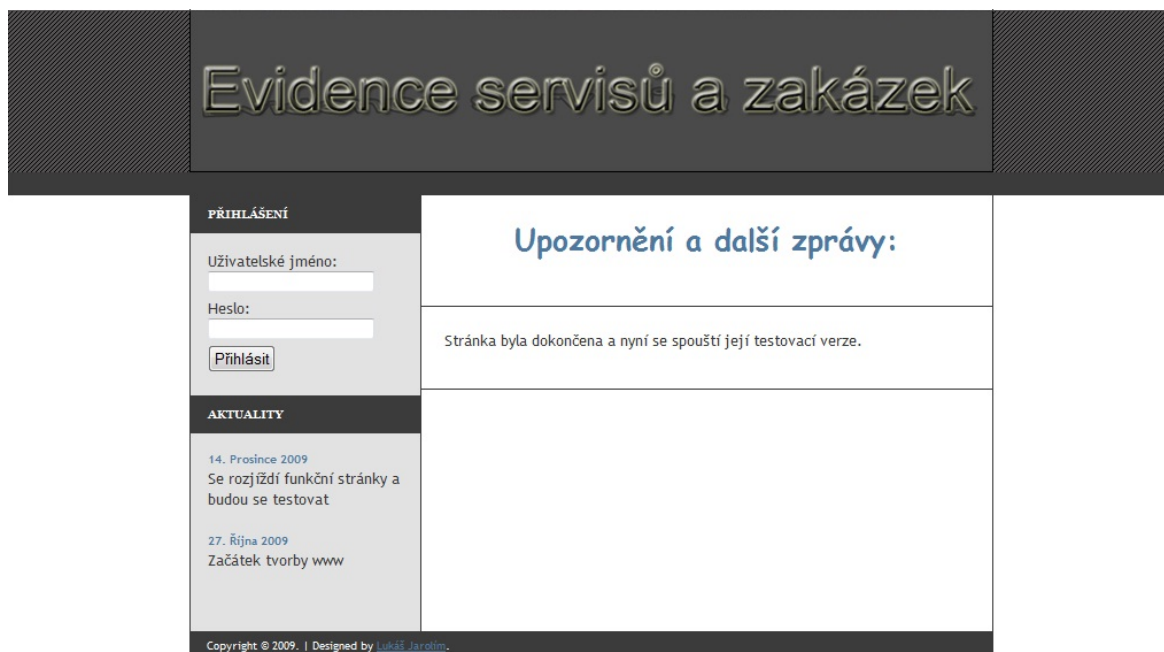 Evidence servisů a zakázek
PŘIHLÁŠENÍ
Uživatelské jméno:
Heslo:
Přihlásit
AKTUALITY
14. Prosince 2009
Se rozjíždí funkční stránky a
budou se testovat
27. Října 2009
Začátek tvorby www
Upozornění a další zprávy:
Stránka byla dokončena a nyní se spouští její testovací verze.
Copyright © 2009. | Designed by Lukáš Jarolím.